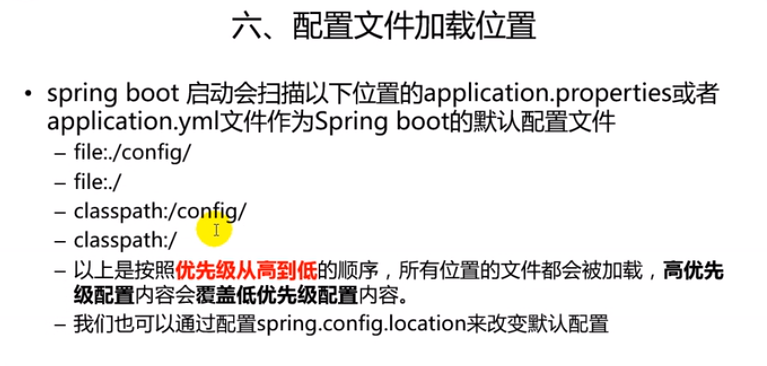 六、配置文件加载位置
• spring boot 启动会扫描以下位置的application.properties或者
application.yml文件作为Spring boot的默认配置文件
– file:./config/
– file:./
– classpath:/config/
– classpath:/
– 以上是按照优先级从高到低的顺序，所有位置的文件都会被加载，高优先
级配置内容会覆盖低优先级配置内容。
– 我们也可以通过配置spring.config.location来改变默认配置